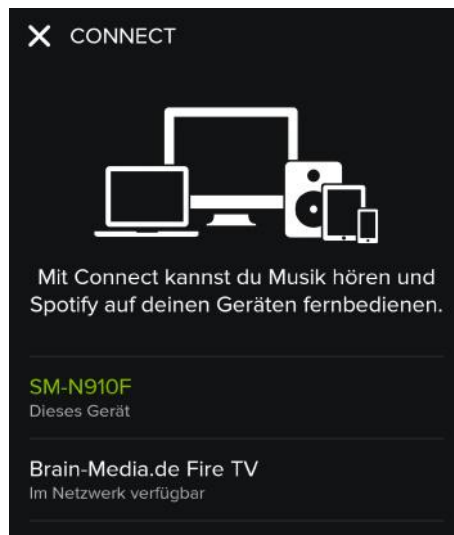 CONNECT
Mit Connect kannst du Musik hören und
Spotify auf deinen Geräten fernbedienen.
SM-N910F
Dieses Gerät
Brain-Media.de Fire TV
Im Netzwerk verfügbar